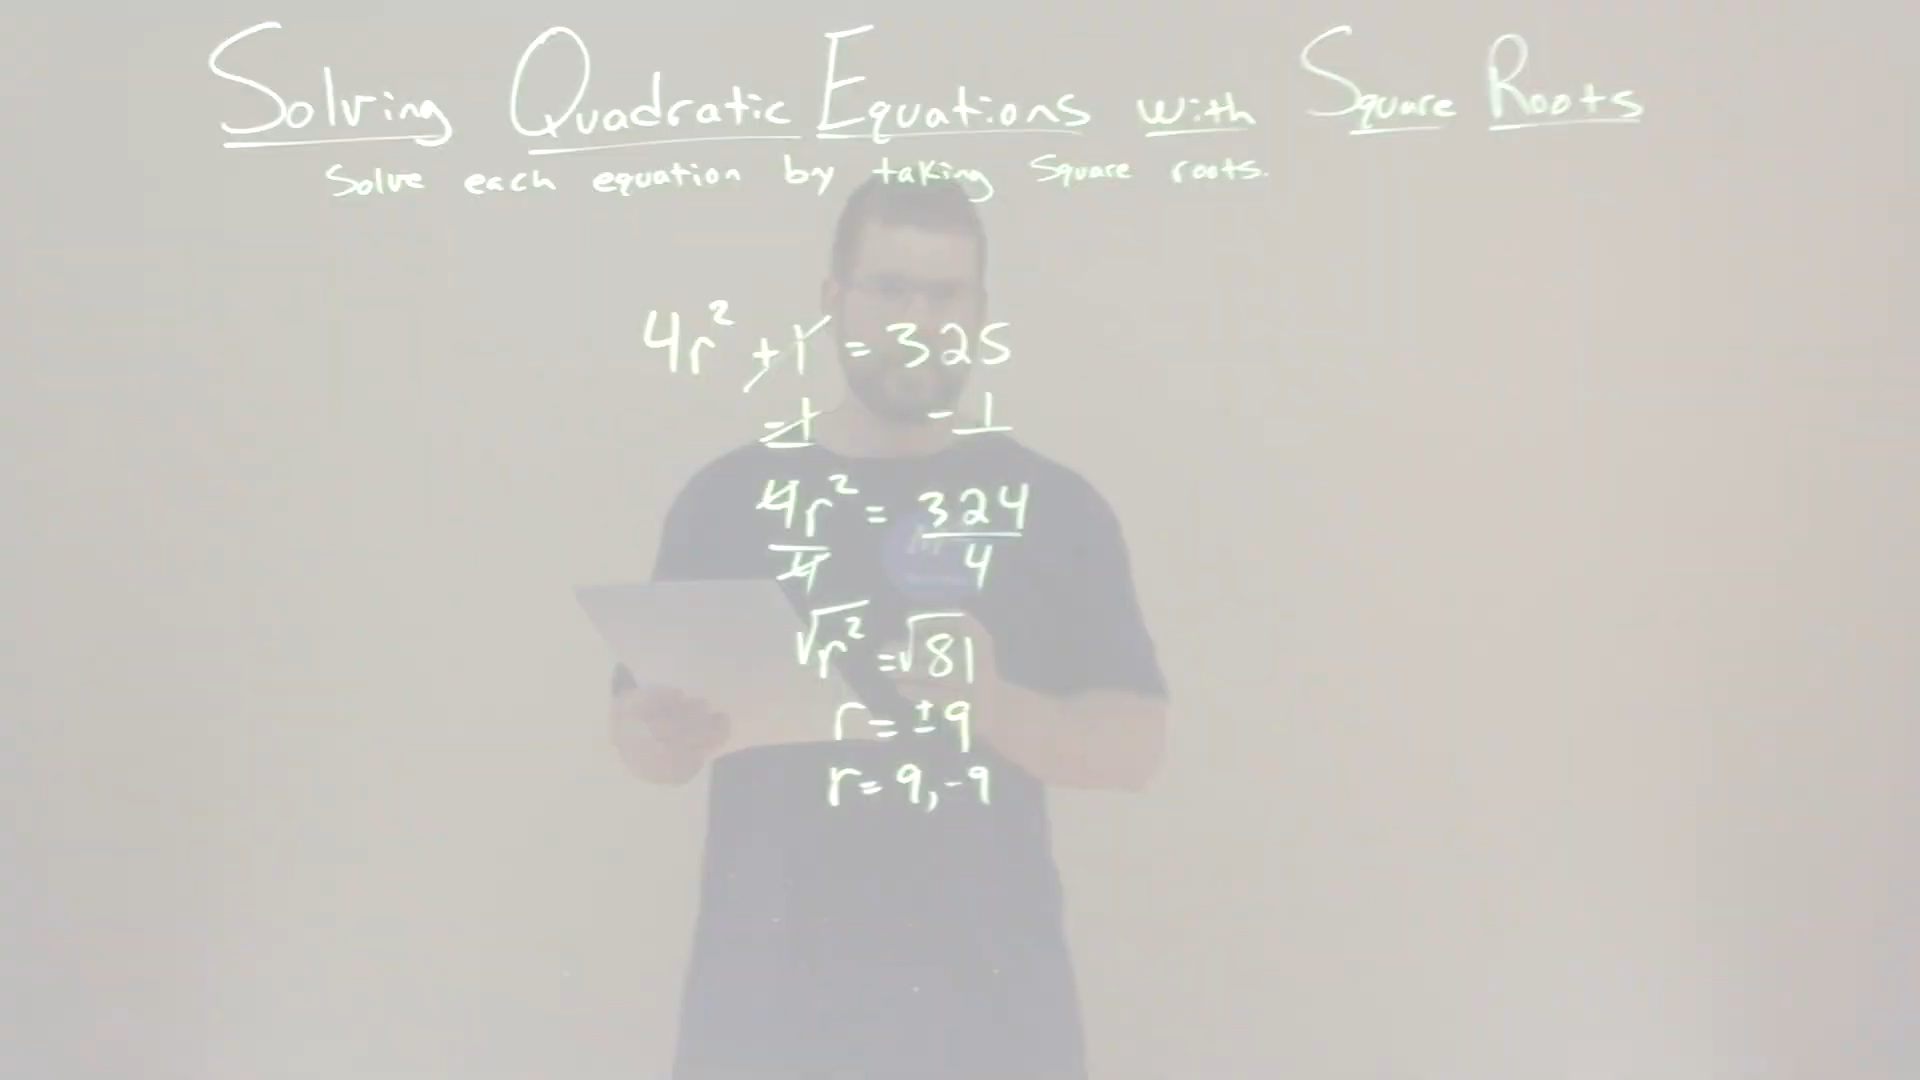 Solving Quadratic Equations with Square Roots
Solve each equation by taking Square roots.
4r² + 1 = 325
-1 -1
4r² = 324
4 4
√r² = √81
r = ±9
r = 9, -9